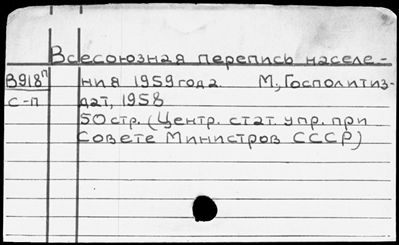 Всесоюзная перепись населе-
В918п ния 1959 года. М., Госполитиз-
С-П дат, 1958
50 стр. (Центр. стат. упр. при
Совете Министров СССР)